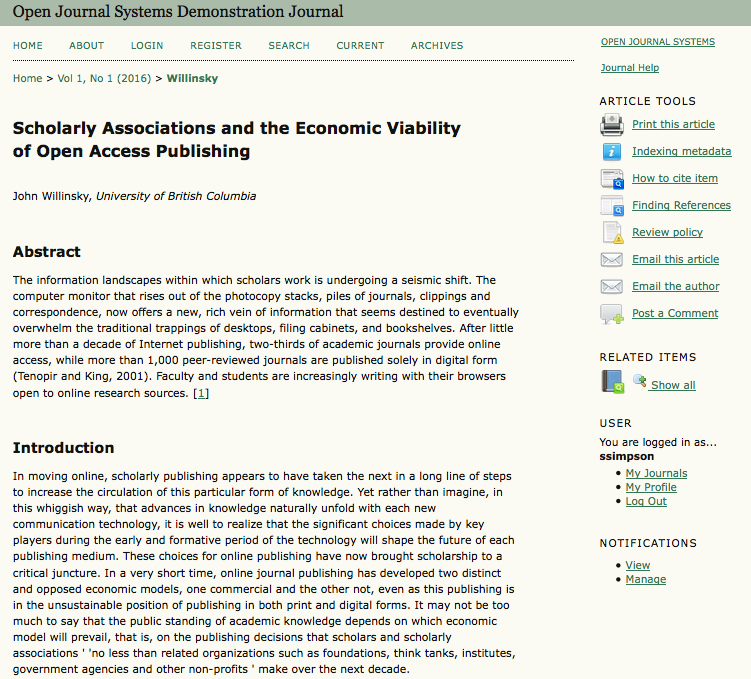 Open Journal Systems Demonstration Journal
HOME ABOUT LOGIN REGISTER SEARCH CURRENT ARCHIVES
Home > Vol 1, No 1 (2016) > Willinsky
Scholarly Associations and the Economic Viability
of Open Access Publishing
John Willinsky, University of British Columbia
Abstract
The information landscapes within which scholars work is undergoing a seismic shift. The
computer monitor that rises out of the photocopy stacks, piles of journals, clippings and
correspondence, now offers a new, rich vein of information that seems destined to eventually
overwhelm the traditional trappings of desktops, filing cabinets, and bookshelves. After little
more than a decade of Internet publishing, two-thirds of academic journals provide online
access, while more than 1,000 peer-reviewed journals are published solely in digital form
(Tenopir and King, 2001). Faculty and students are increasingly writing with their browsers
open to online research sources. [1]
Introduction
In moving online, scholarly publishing appears to have taken the next in a long line of steps
to increase the circulation of this particular form of knowledge. Yet rather than imagine, in
this whiggish way, that advances in knowledge naturally unfold with each new
communication technology, it is well to realize that the significant choices made by key
players during the early and formative period of the technology will shape the future of each
publishing medium. These choices for online publishing have now brought scholarship to a
critical juncture. In a very short time, online journal publishing has developed two distinct
and opposed economic models, one commercial and the other not, even as this publishing is
in the unsustainable position of publishing in both print and digital forms. It may not be too
much to say that the public standing of academic knowledge depends on which economic
model will prevail, that is, on the publishing decisions that scholars and scholarly
associations ' 'no less than related organizations such as foundations, think tanks, institutes,
government agencies and other non-profits ' make over the next decade.
OPEN JOURNAL SYSTEMS
Journal Help
ARTICLE TOOLS
Print this article
Indexing metadata
How to cite item
Finding References
Review policy
Email this article
Email the author
Post a Comment
RELATED ITEMS
Show all
USER
You are logged in as...
ssimpson
My Journals
My Profile
Log Out
NOTIFICATIONS
View
Manage